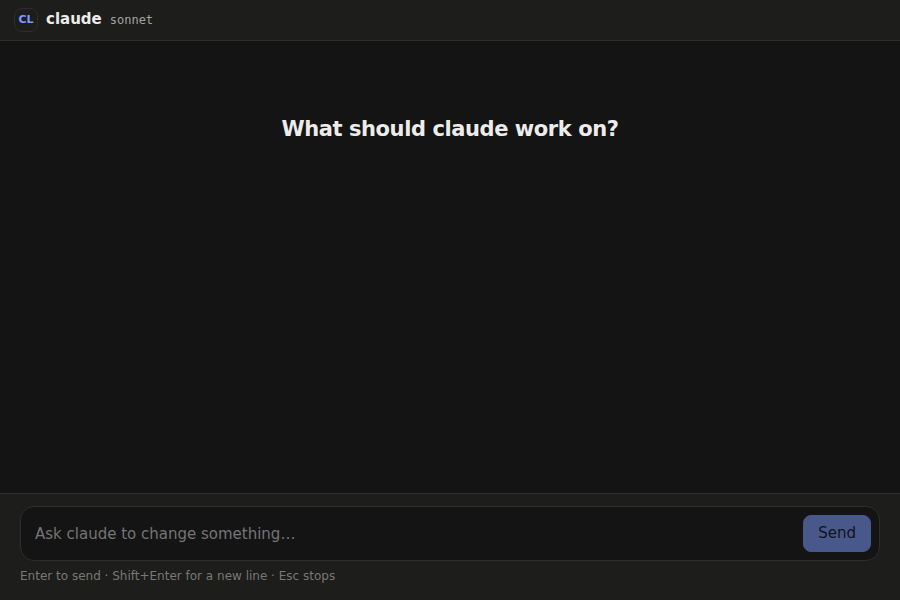 CL claude sonnet
What should claude work on?
Ask claude to change something…
Send
Enter to send · Shift+Enter for a new line · Esc stops